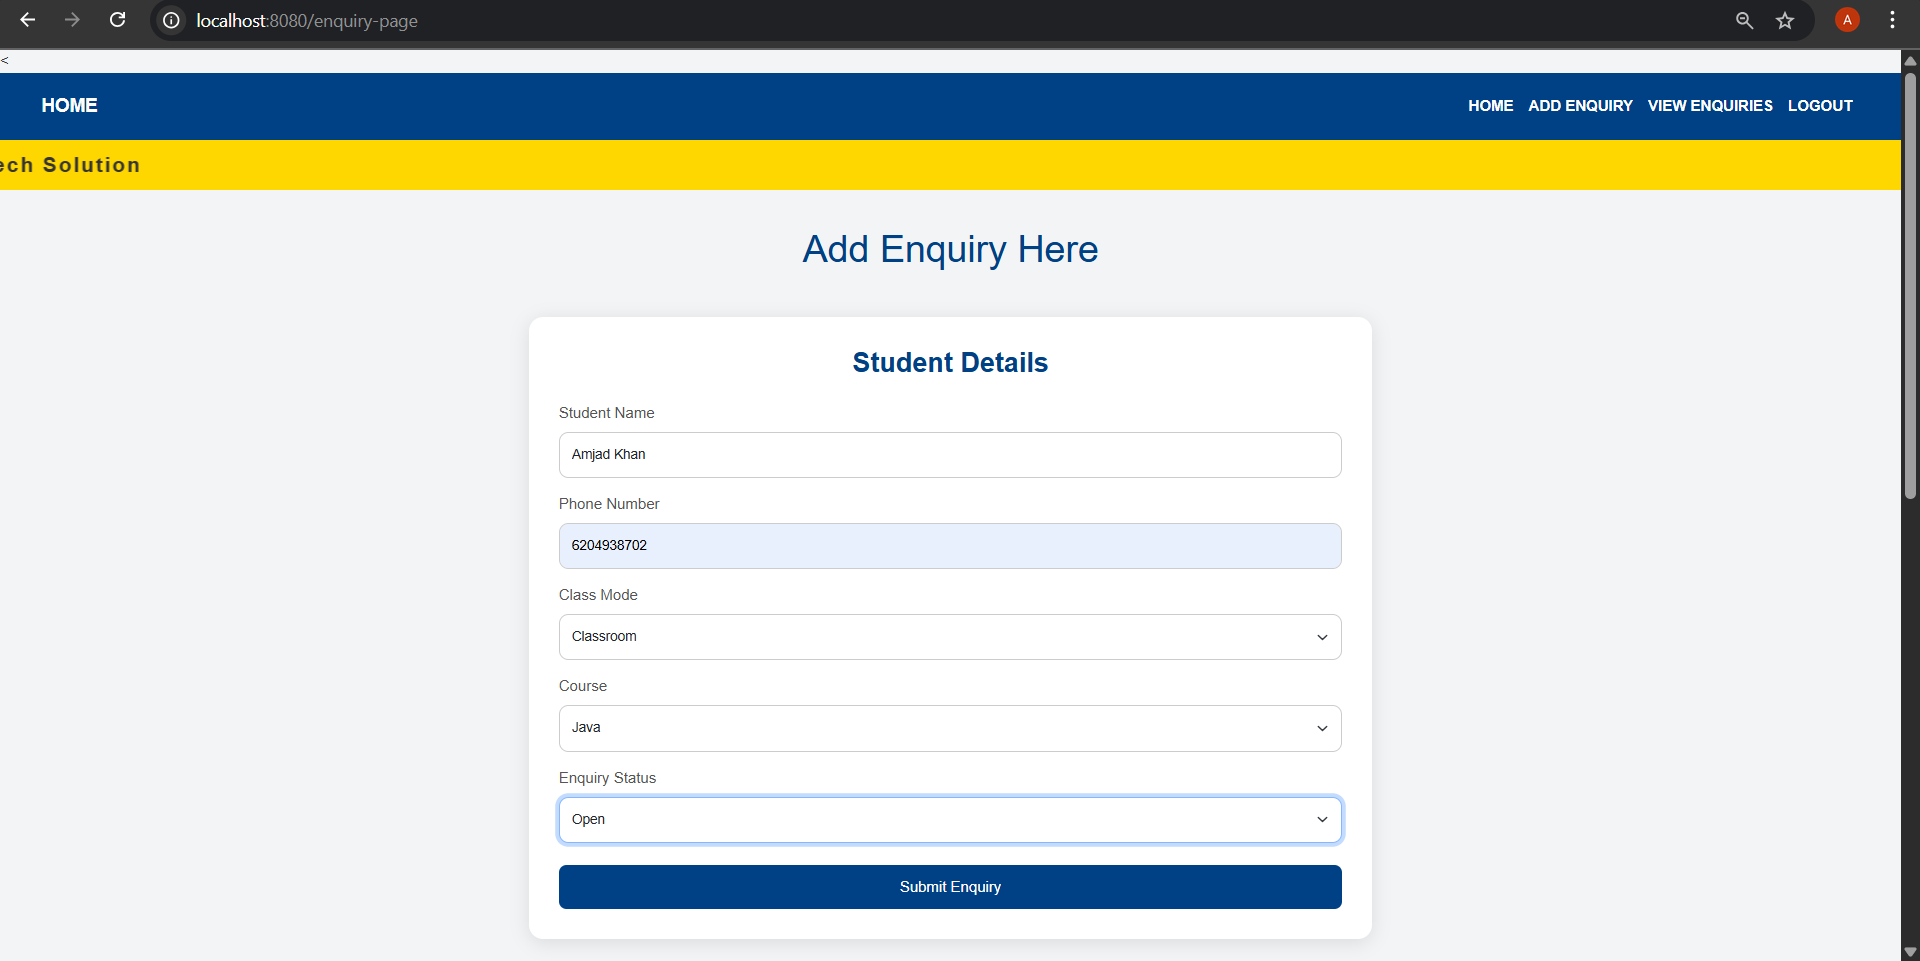 localhost:8080/enquiry-page
A
<
HOME
HOME ADD ENQUIRY VIEW ENQUIRIES LOGOUT
ech Solution
Add Enquiry Here
Student Details
Student Name
Amjad Khan
Phone Number
6204938702
Class Mode
Classroom
Course
Java
Enquiry Status
Open
Submit Enquiry